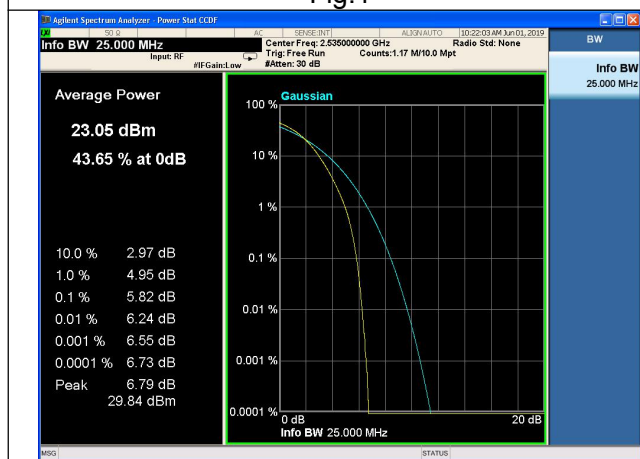 Agilent Spectrum Analyzer - Power Stat CCDF
50 Ω AC SENSE:INT ALIGN AUTO 10:22:03 AM Jun 01, 2019
Info BW 25.000 MHz Center Freq: 2.535000000 GHz Radio Std: None
Input: RF Trig: Free Run Counts:1.17 M/10.0 Mpt
#IFGain:Low #Atten: 30 dB
BW
Info BW
25.000 MHz
Average Power
23.05 dBm
43.65 % at 0dB
10.0 % 2.97 dB
1.0 % 4.95 dB
0.1 % 5.82 dB
0.01 % 6.24 dB
0.001 % 6.55 dB
0.0001 % 6.73 dB
Peak 6.79 dB
29.84 dBm
Gaussian
100 %
10 %
1 %
0.1 %
0.01 %
0.001 %
0.0001 %
0 dB 20 dB
Info BW 25.000 MHz
MSG STATUS